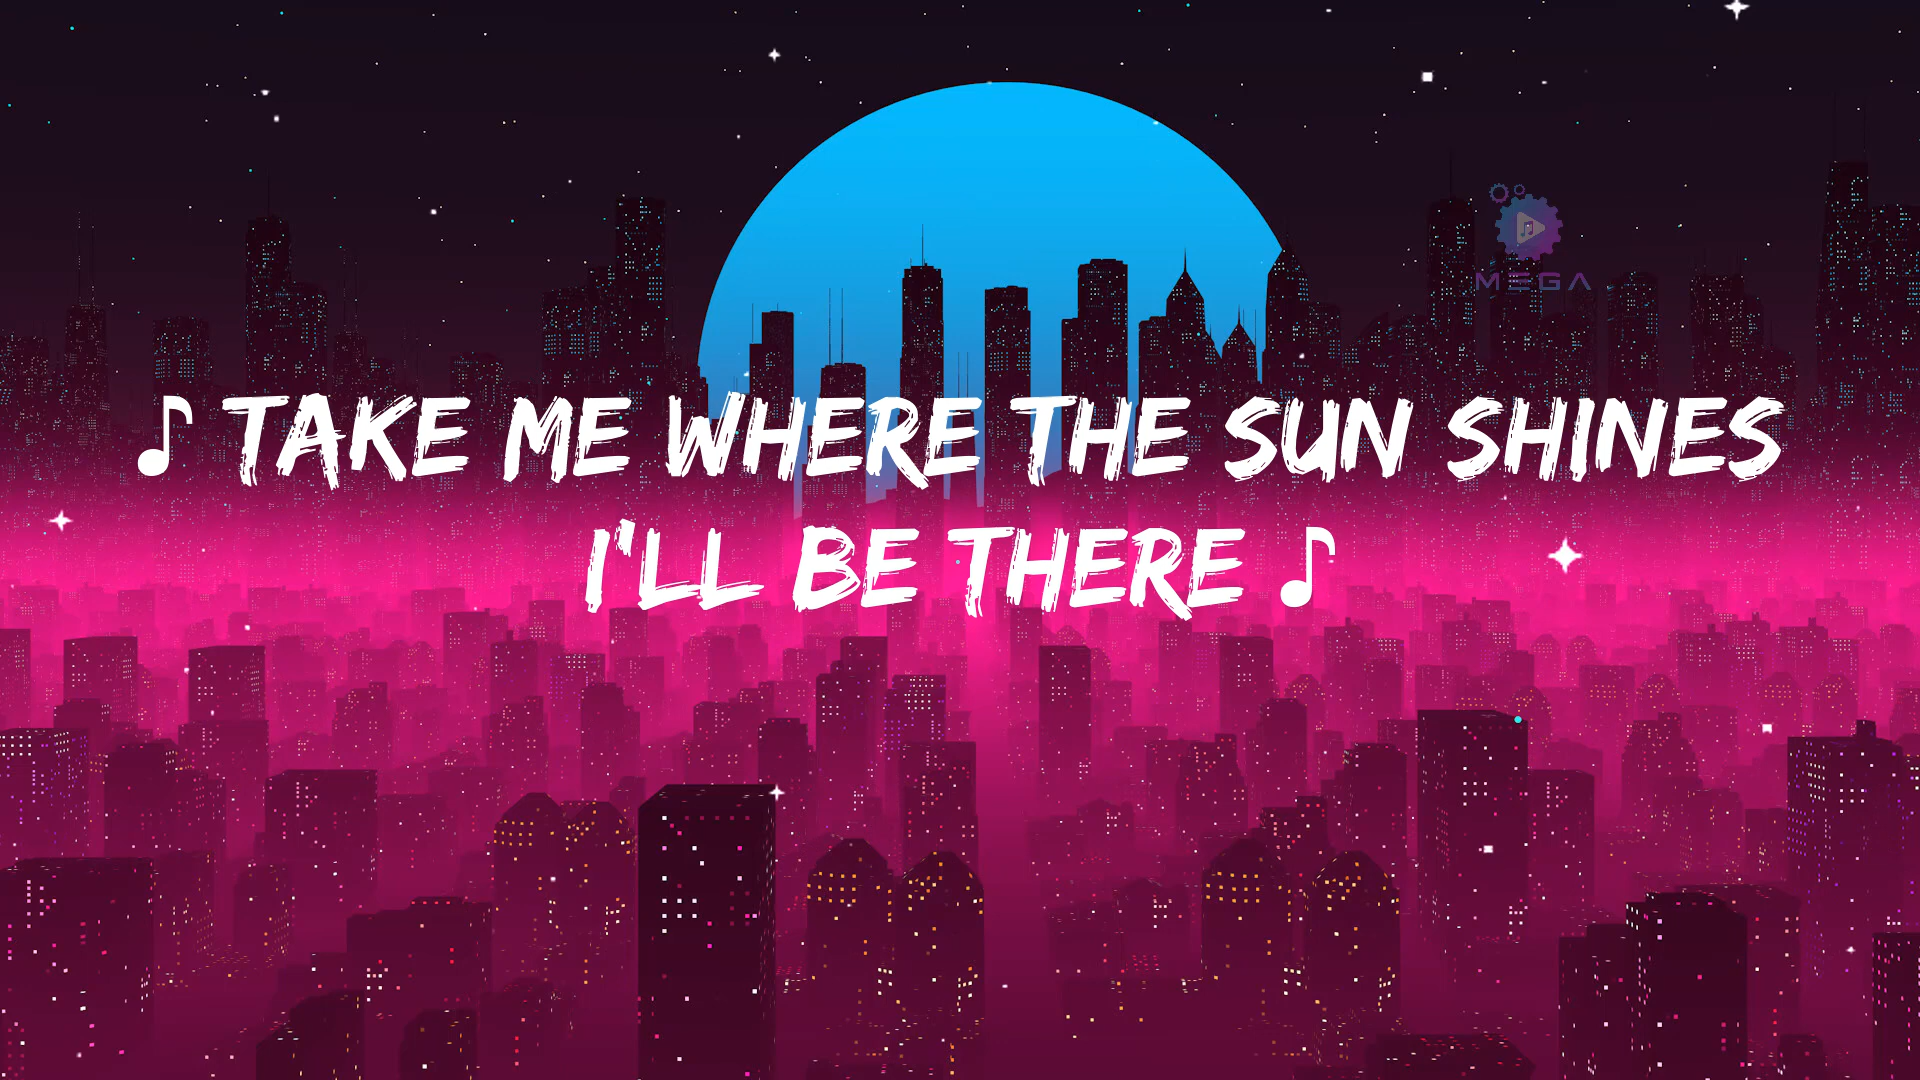 MEGA
♪ TAKE ME WHERE THE SUN SHINES
I'LL BE THERE ♪